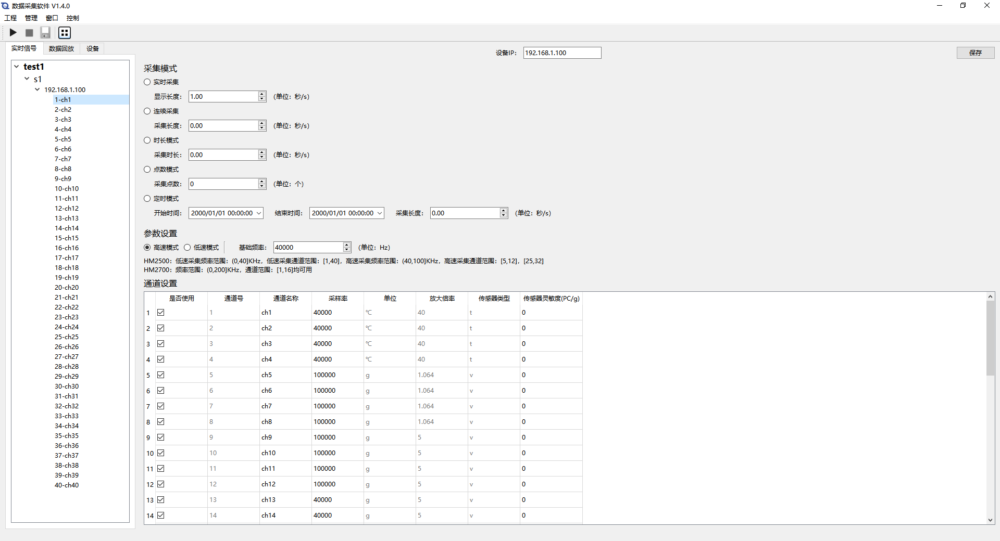 数据采集软件 V1.4.0
工程 管理 窗口 控制
实时信号 数据回放 设备
test1
s1
192.168.1.100
1-ch1
2-ch2
3-ch3
4-ch4
5-ch5
6-ch6
7-ch7
8-ch8
9-ch9
10-ch10
11-ch11
12-ch12
13-ch13
14-ch14
15-ch15
16-ch16
17-ch17
18-ch18
19-ch19
20-ch20
21-ch21
22-ch22
23-ch23
24-ch24
25-ch25
26-ch26
27-ch27
28-ch28
29-ch29
30-ch30
31-ch31
32-ch32
33-ch33
34-ch34
35-ch35
36-ch36
37-ch37
38-ch38
39-ch39
40-ch40
设备IP： 192.168.1.100 保存
采集模式
实时采集
显示长度： 1.00 (单位：秒/s)
连续采集
采集长度： 0.00 (单位：秒/s)
时长模式
采集时长： 0.00 (单位：秒/s)
点数模式
采集点数： 0 (单位：个)
定时模式
开始时间： 2000/01/01 00:00:00 结束时间： 2000/01/01 00:00:00 采集长度： 0.00 (单位：秒/s)
参数设置
高速模式 低速模式 基础频率： 40000 (单位：Hz)
HM2500：低速采集频率范围：(0,40]KHz，低速采集通道范围：[1,40]，高速采集频率范围：(40,100]KHz，高速采集通道范围：[5,12]，[25,32]
HM2700：频率范围：(0,200]KHz，通道范围：[1,16]均可用
通道设置
是否使用 通道号 通道名称 采样率 单位 放大倍率 传感器类型 传感器灵敏度(PC/g)
1 1 ch1 40000 ℃ 40 t 0
2 2 ch2 40000 ℃ 40 t 0
3 3 ch3 40000 ℃ 40 t 0
4 4 ch4 40000 ℃ 40 t 0
5 5 ch5 100000 g 1.064 v 0
6 6 ch6 100000 g 1.064 v 0
7 7 ch7 100000 g 1.064 v 0
8 8 ch8 100000 g 1.064 v 0
9 9 ch9 100000 g 5 v 0
10 10 ch10 100000 g 5 v 0
11 11 ch11 100000 g 5 v 0
12 12 ch12 100000 g 5 v 0
13 13 ch13 40000 g 5 v 0
14 14 ch14 40000 g 5 v 0